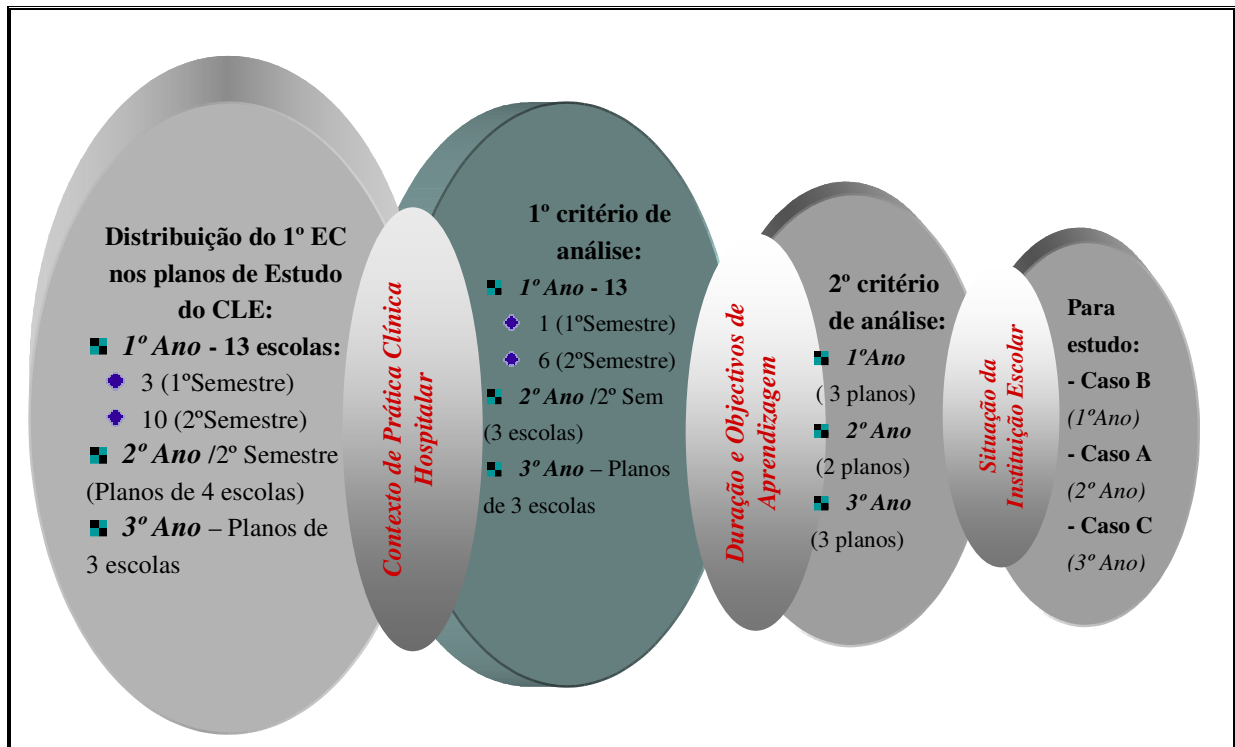 Distribuição do 1º EC
nos planos de Estudo
do CLE:
1º Ano - 13 escolas:
3 (1ºSemestre)
10 (2ºSemestre)
2º Ano /2º Semestre
(Planos de 4 escolas)
3º Ano – Planos de
3 escolas
Contexto de Prática Clínica
Hospitalar
1º critério de
análise:
1º Ano - 13
1 (1ºSemestre)
6 (2ºSemestre)
2º Ano /2º Sem
(3 escolas)
3º Ano – Planos
de 3 escolas
Duração e Objectivos de
Aprendizagem
2º critério
de análise:
1ºAno
( 3 planos)
2º Ano
(2 planos)
3º Ano
(3 planos)
Situação da
Instituição Escolar
Para
estudo:
- Caso B
(1ºAno)
- Caso A
(2º Ano)
- Caso C
(3º Ano)